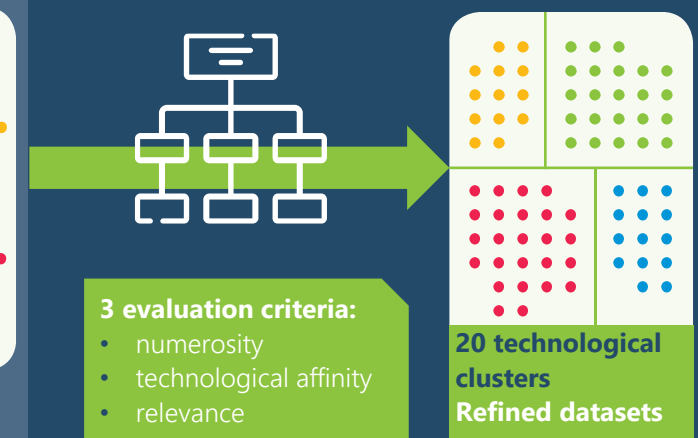 3 evaluation criteria:
• numerosity
• technological affinity
• relevance
20 technological
clusters
Refined datasets